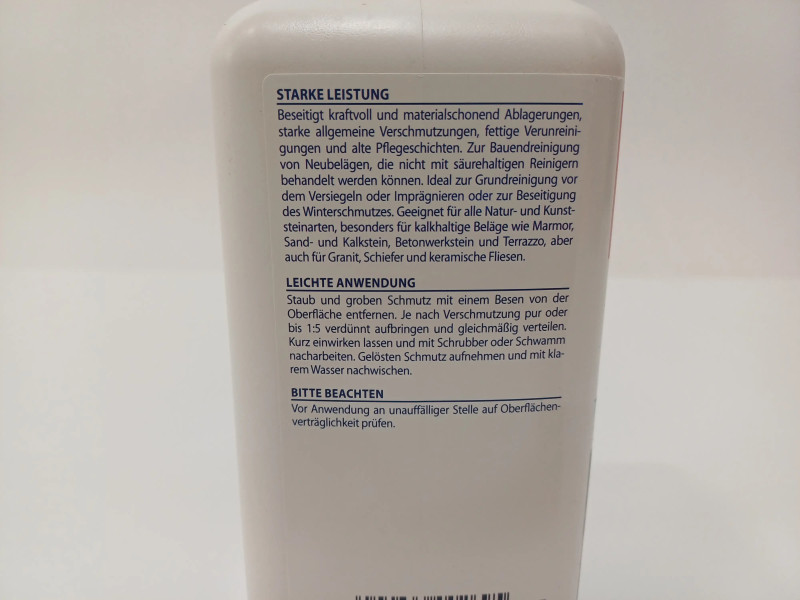 STARKE LEISTUNG
Beseitigt kraftvoll und materialschonend Ablagerungen,
starke allgemeine Verschmutzungen, fettige Verunreini-
gungen und alte Pflegeschichten. Zur Bauendreinigung
von Neubelägen, die nicht mit säurehaltigen Reinigern
behandelt werden können. Ideal zur Grundreinigung vor
dem Versiegeln oder Imprägnieren oder zur Beseitigung
des Winterschmutzes. Geeignet für alle Natur- und Kunst-
steinarten, besonders für kalkhaltige Beläge wie Marmor,
Sand- und Kalkstein, Betonwerkstein und Terrazzo, aber
auch für Granit, Schiefer und keramische Fliesen.
LEICHTE ANWENDUNG
Staub und groben Schmutz mit einem Besen von der
Oberfläche entfernen. Je nach Verschmutzung pur oder
bis 1:5 verdünnt aufbringen und gleichmäßig verteilen.
Kurz einwirken lassen und mit Schrubber oder Schwamm
nacharbeiten. Gelösten Schmutz aufnehmen und mit kla-
rem Wasser nachwischen.
BITTE BEACHTEN
Vor Anwendung an unauffälliger Stelle auf Oberflächen-
verträglichkeit prüfen.